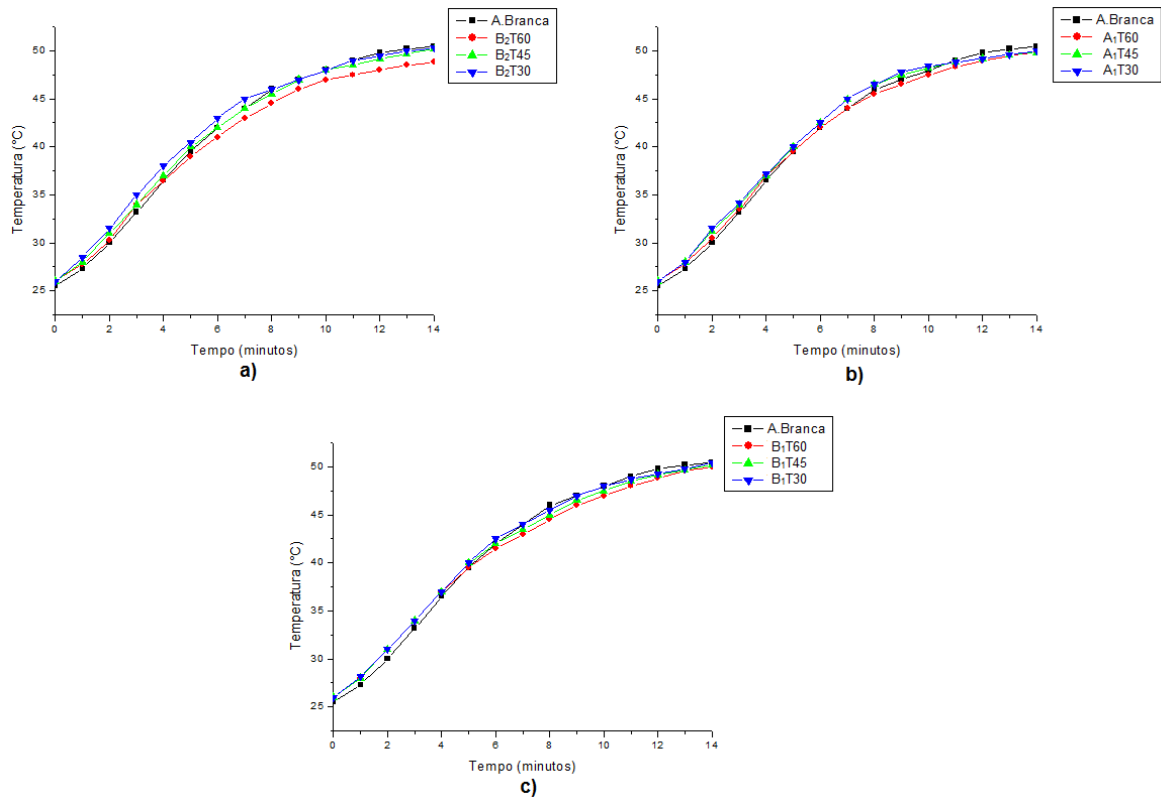 A.Branca
B₂T60
B₂T45
B₂T30
Temperatura (°C)
50
45
40
35
30
25
0 2 4 6 8 10 12 14
Tempo (minutos)
a)
A.Branca
A₁T60
A₁T45
A₁T30
Temperatura (°C)
50
45
40
35
30
25
0 2 4 6 8 10 12 14
Tempo (minutos)
b)
A.Branca
B₁T60
B₁T45
B₁T30
Temperatura (°C)
50
45
40
35
30
25
0 2 4 6 8 10 12 14
Tempo (minutos)
c)